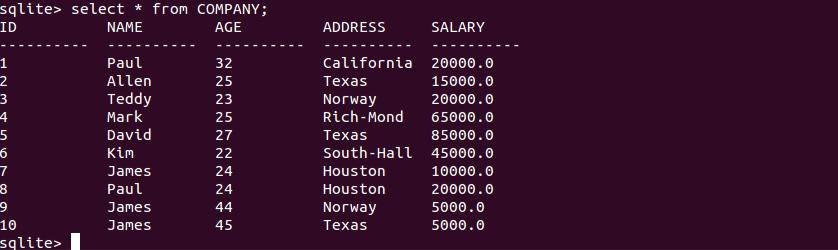 sqlite> select * from COMPANY;
ID          NAME        AGE         ADDRESS     SALARY
----------  ----------  ----------  ----------  ----------
1           Paul        32          California  20000.0
2           Allen       25          Texas       15000.0
3           Teddy       23          Norway      20000.0
4           Mark        25          Rich-Mond   65000.0
5           David       27          Texas       85000.0
6           Kim         22          South-Hall  45000.0
7           James       24          Houston     10000.0
8           Paul        24          Houston     20000.0
9           James       44          Norway      5000.0
10          James       45          Texas       5000.0
sqlite>